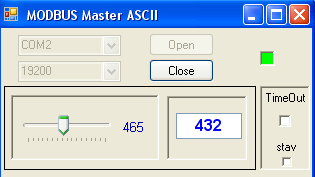 MODBUS Master ASCII
COM2
Open
19200
Close
TimeOut
465
432
stav